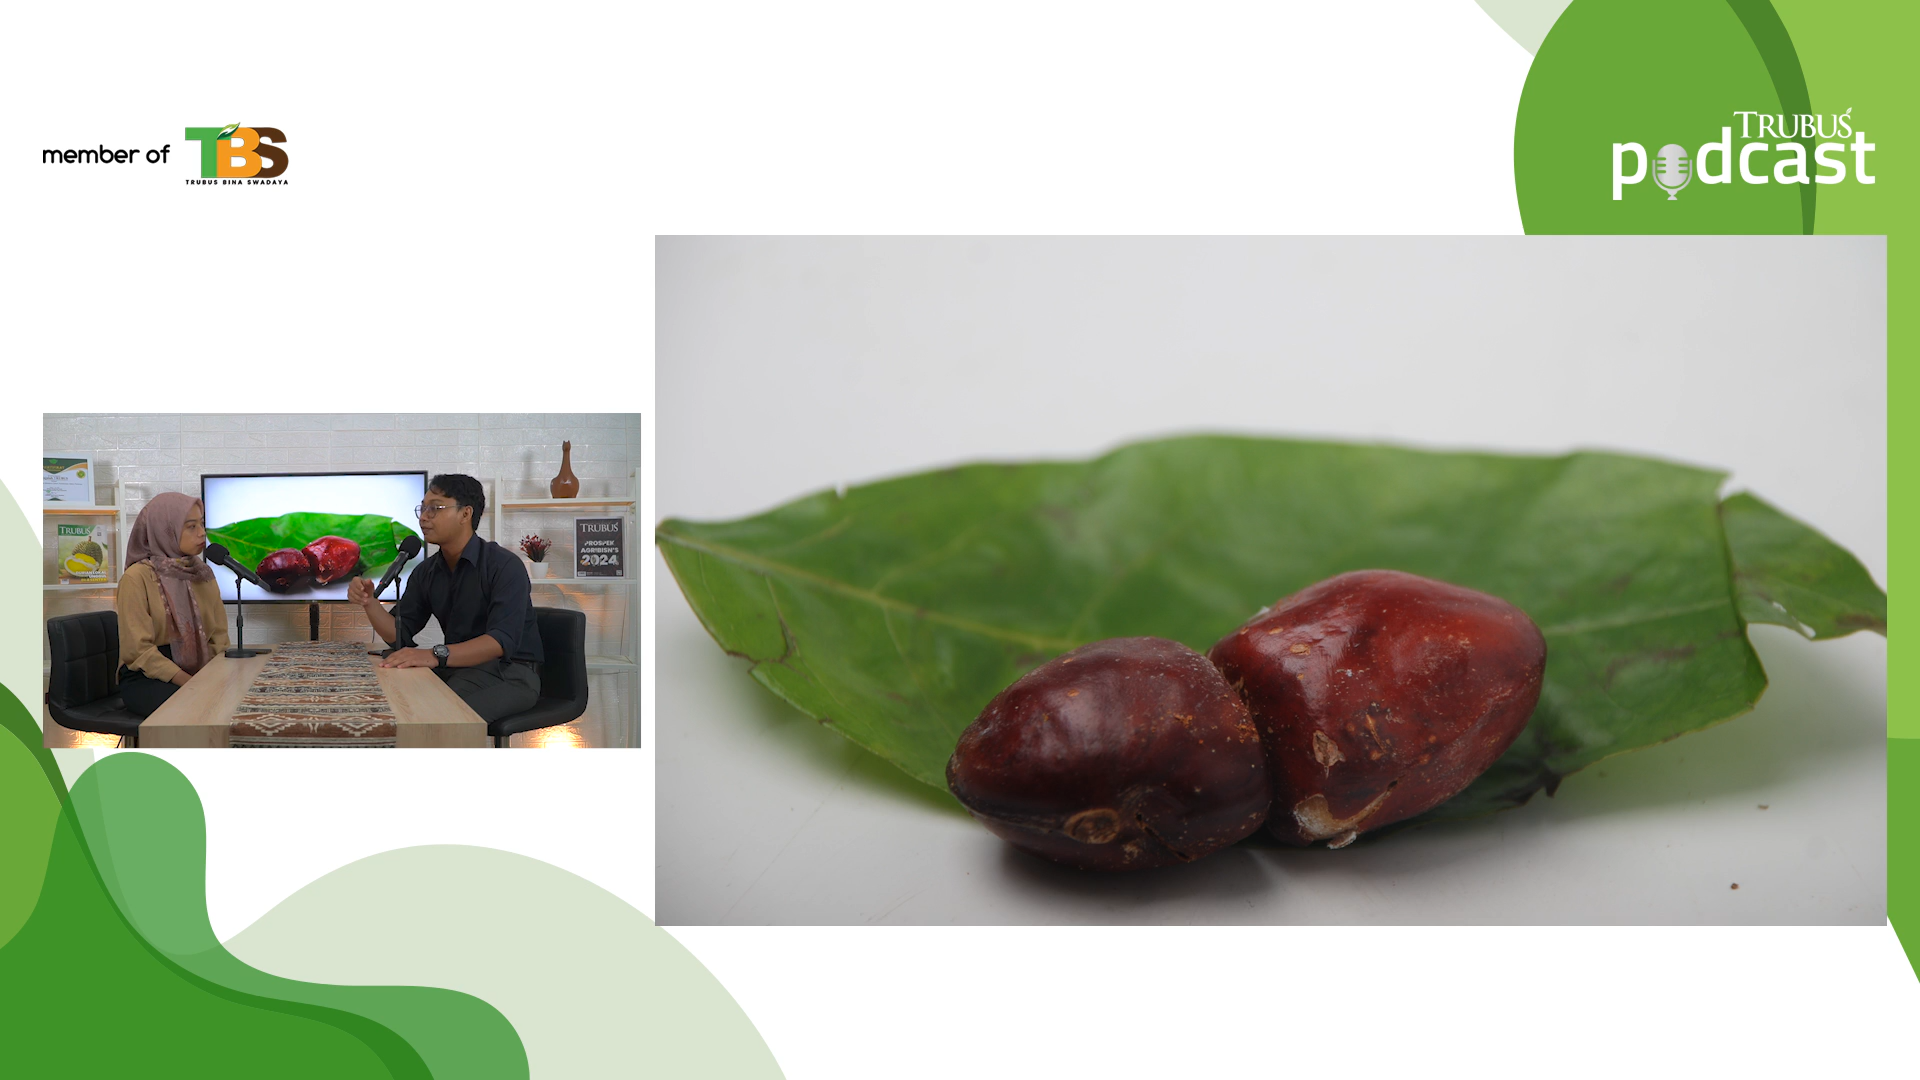 member of
TBS
TRUBUS BINA SWADAYA
TRUBUS
podcast
TRUBUS
TRUBUS
PROSPEK
AGRIBISNIS
2024